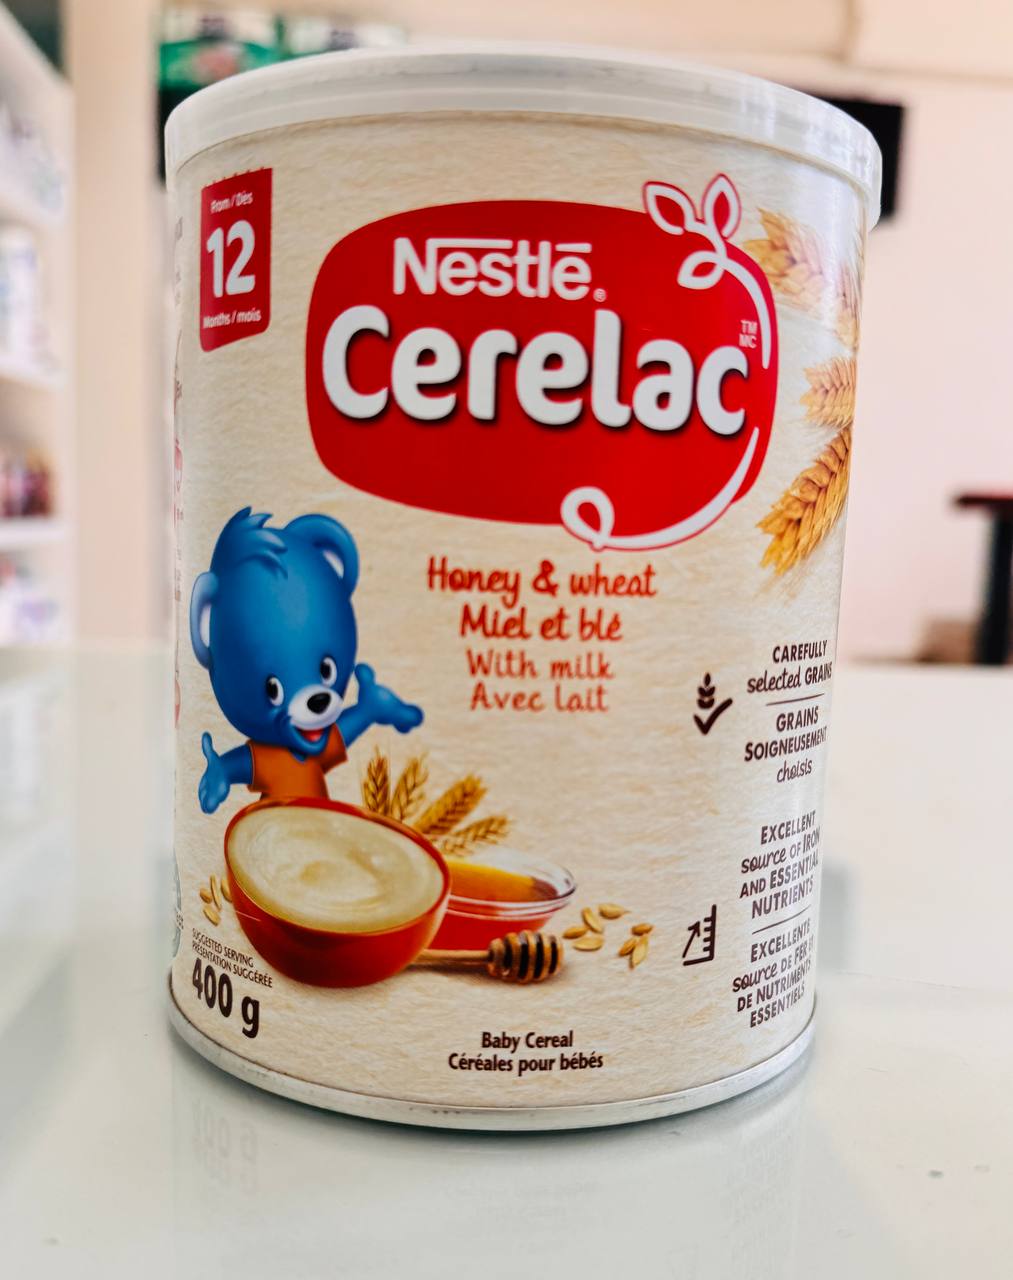 From / Dès
12
Months / mois
Nestlé®
Cerelac
TM
MC
Honey & wheat
Miel et blé
With milk
Avec lait
CAREFULLY
selected GRAINS
GRAINS
SOIGNEUSEMENT
choisis
EXCELLENT
source OF IRON
AND ESSENTIAL
NUTRIENTS
EXCELLENTE
source DE FER ET
DE NUTRIMENTS
ESSENTIELS
SUGGESTED SERVING
PRÉSENTATION SUGGÉRÉE
400 g
Baby Cereal
Céréales pour bébés